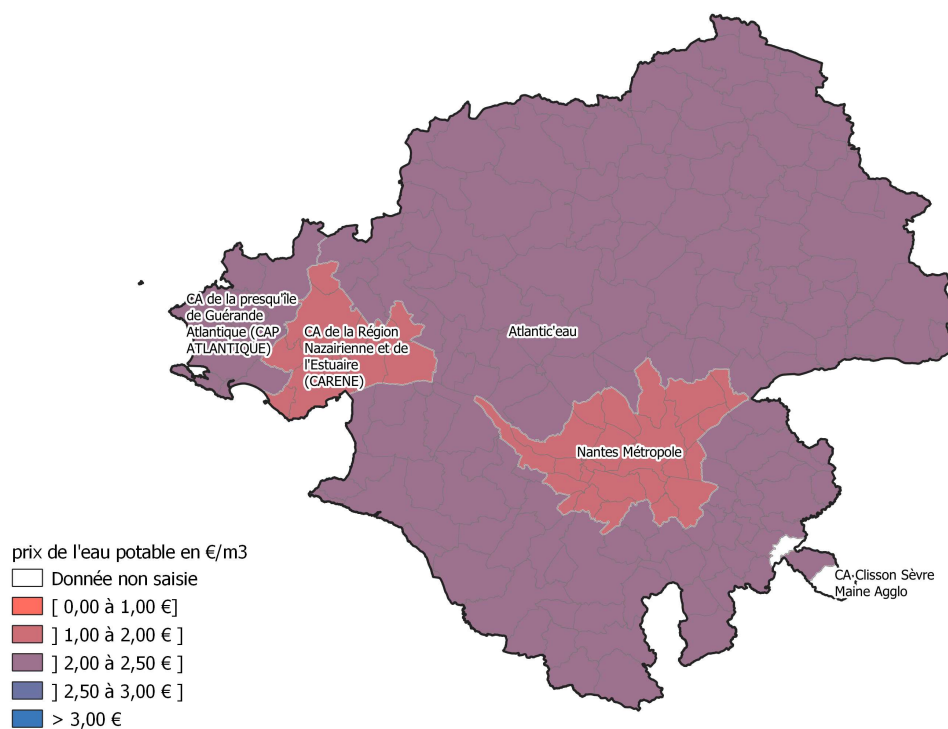 CA de la presqu'île
de Guérande
Atlantique (CAP
ATLANTIQUE)
CA de la Région
Nazairienne et de
l'Estuaire
(CARENE)
Atlantic'eau
Nantes Métropole
CA Clisson Sèvre
Maine Agglo
prix de l'eau potable en €/m3
Donnée non saisie
[ 0,00 à 1,00 €]
] 1,00 à 2,00 € ]
] 2,00 à 2,50 € ]
] 2,50 à 3,00 € ]
> 3,00 €